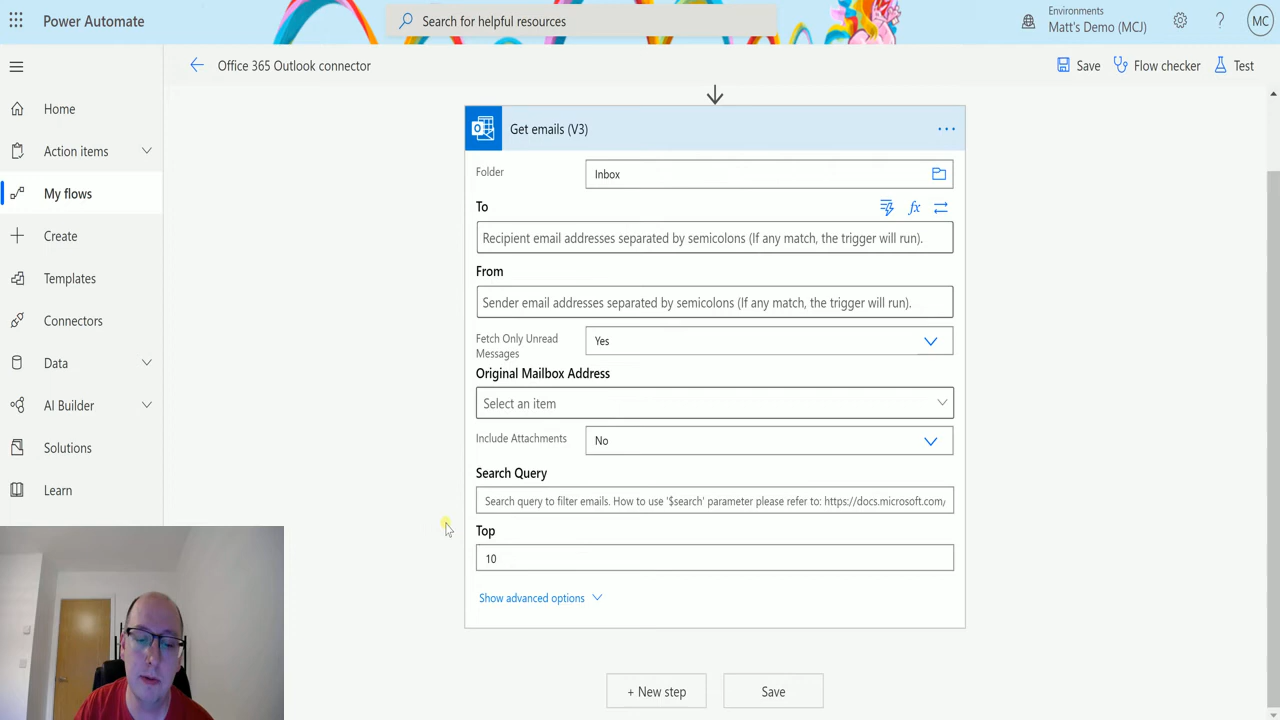 Power Automate
Search for helpful resources
Environments
Matt's Demo (MCJ)
?
MC
Office 365 Outlook connector
Save
Flow checker
Test
Home
Action items
My flows
Create
Templates
Connectors
Data
AI Builder
Solutions
Learn
Get emails (V3)
...
Folder
Inbox
To
fx
Recipient email addresses separated by semicolons (If any match, the trigger will run).
From
Sender email addresses separated by semicolons (If any match, the trigger will run).
Fetch Only Unread
Messages
Yes
Original Mailbox Address
Select an item
Include Attachments
No
Search Query
Search query to filter emails. How to use '$search' parameter please refer to: https://docs.microsoft.com/
Top
10
Show advanced options
+ New step
Save